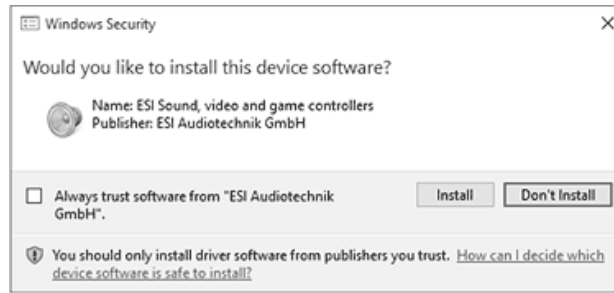 Windows Security
Would you like to install this device software?
Name: ESI Sound, video and game controllers
Publisher: ESI Audiotechnik GmbH
Always trust software from "ESI Audiotechnik
GmbH".
Install
Don't Install
You should only install driver software from publishers you trust. How can I decide which
device software is safe to install?